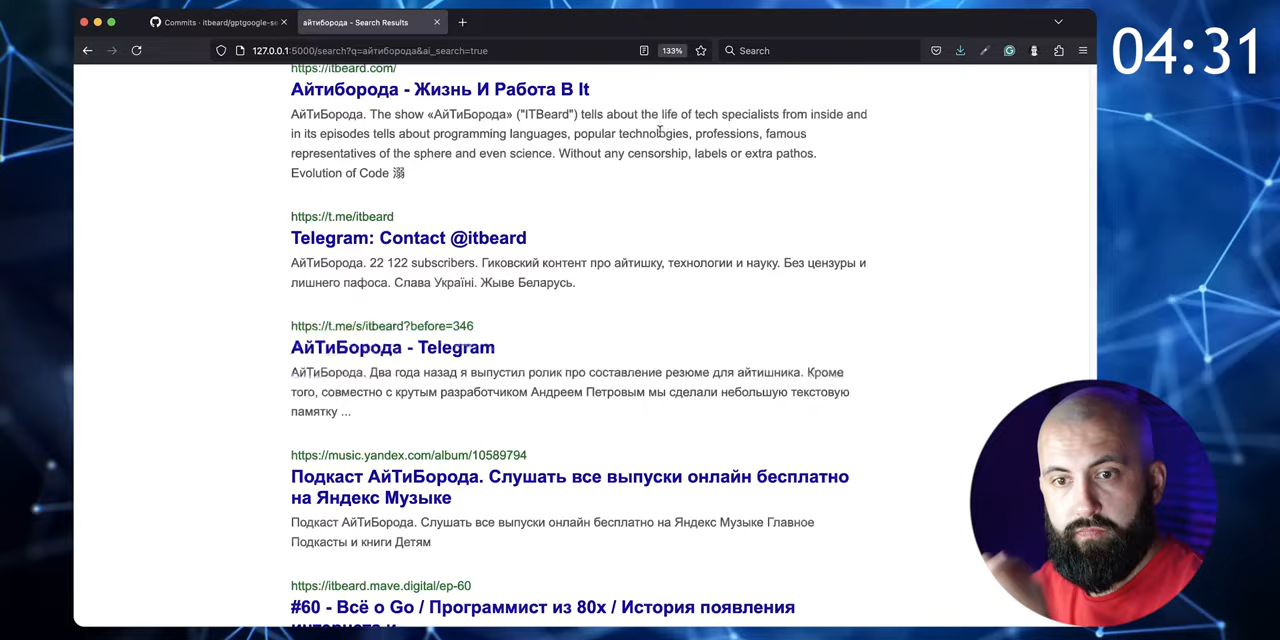 Commits · itbeard/gptgoogle-se
айтиборода - Search Results
04:31
127.0.0.1:5000/search?q=айтиборода&ai_search=true
133%
Search
https://itbeard.com/
Айтиборода - Жизнь И Работа В It
АйТиБорода. The show «АйТиБорода» ("ITBeard") tells about the life of tech specialists from inside and
in its episodes tells about programming languages, popular technologies, professions, famous
representatives of the sphere and even science. Without any censorship, labels or extra pathos.
Evolution of Code 溺
https://t.me/itbeard
Telegram: Contact @itbeard
АйТиБорода. 22 122 subscribers. Гиковский контент про айтишку, технологии и науку. Без цензуры и
лишнего пафоса. Слава Україні. Жыве Беларусь.
https://t.me/s/itbeard?before=346
АйТиБорода - Telegram
АйТиБорода. Два года назад я выпустил ролик про составление резюме для айтишника. Кроме
того, совместно с крутым разработчиком Андреем Петровым мы сделали небольшую текстовую
памятку ...
https://music.yandex.com/album/10589794
Подкаст АйТиБорода. Слушать все выпуски онлайн бесплатно
на Яндекс Музыке
Подкаст АйТиБорода. Слушать все выпуски онлайн бесплатно на Яндекс Музыке Главное
Подкасты и книги Детям
https://itbeard.mave.digital/ep-60
#60 - Всё о Go / Программист из 80х / История появления
интернета и